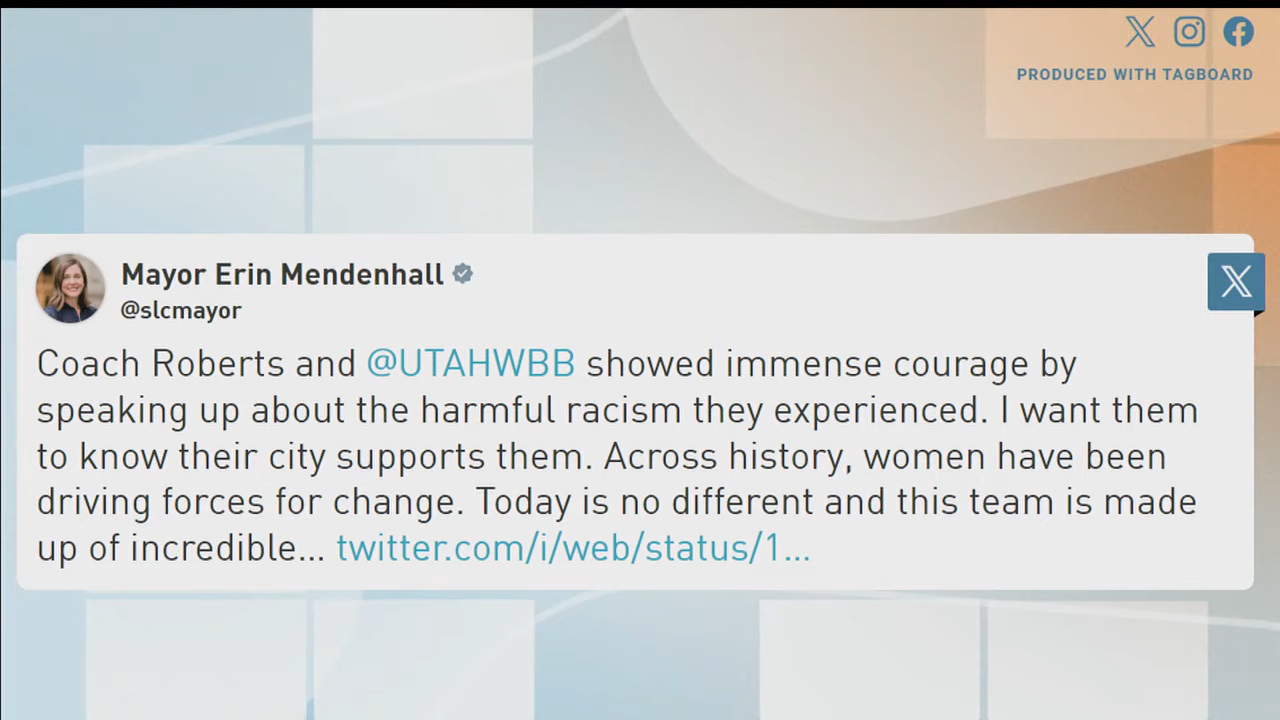 PRODUCED WITH TAGBOARD
Mayor Erin Mendenhall
@slcmayor
Coach Roberts and @UTAHWBB showed immense courage by
speaking up about the harmful racism they experienced. I want them
to know their city supports them. Across history, women have been
driving forces for change. Today is no different and this team is made
up of incredible... twitter.com/i/web/status/1...